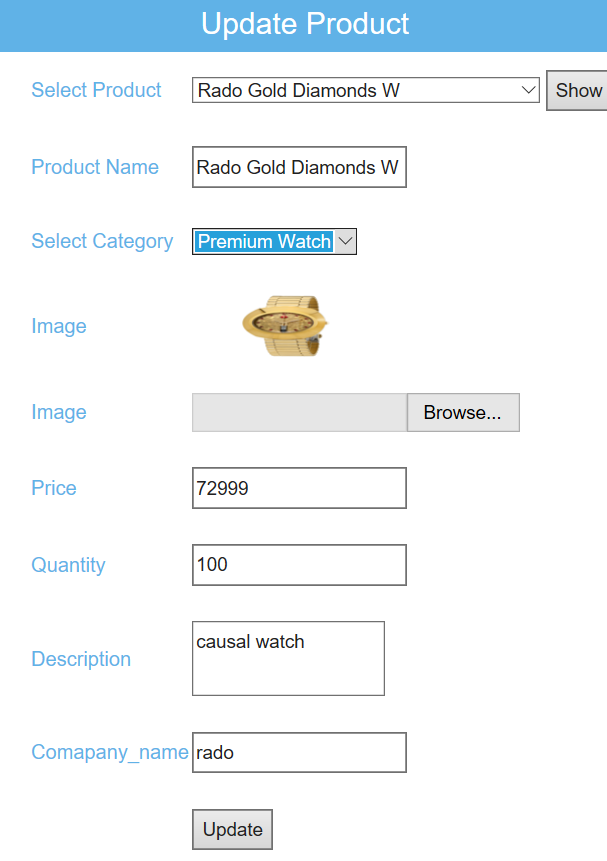 Update Product
Select Product Rado Gold Diamonds W Show
Product Name Rado Gold Diamonds W
Select Category Premium Watch
Image
Image Browse...
Price 72999
Quantity 100
Description causal watch
Comapany_name rado
Update